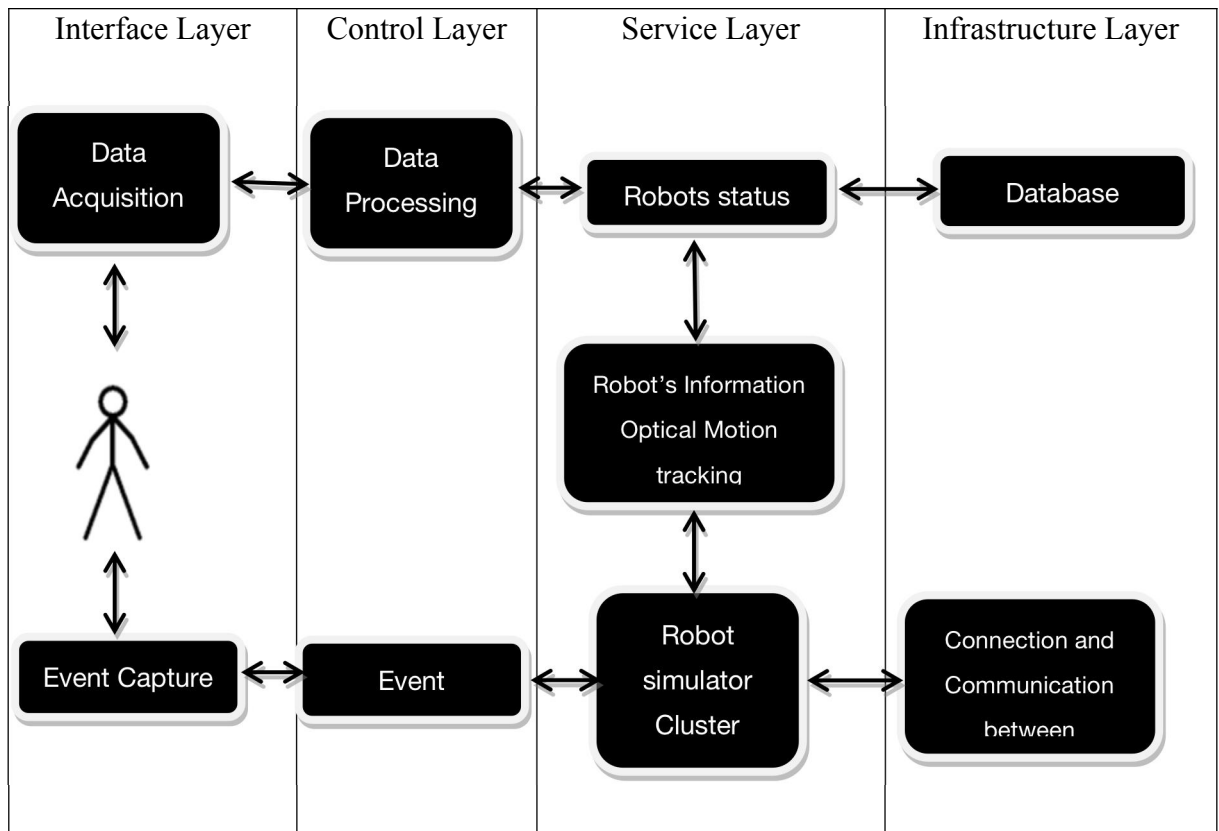 Interface Layer
Control Layer
Service Layer
Infrastructure Layer
Data
Acquisition
Data
Processing
Robots status
Database
Robot’s Information
Optical Motion
tracking
Event Capture
Event
Robot
simulator
Cluster
Connection and
Communication
between